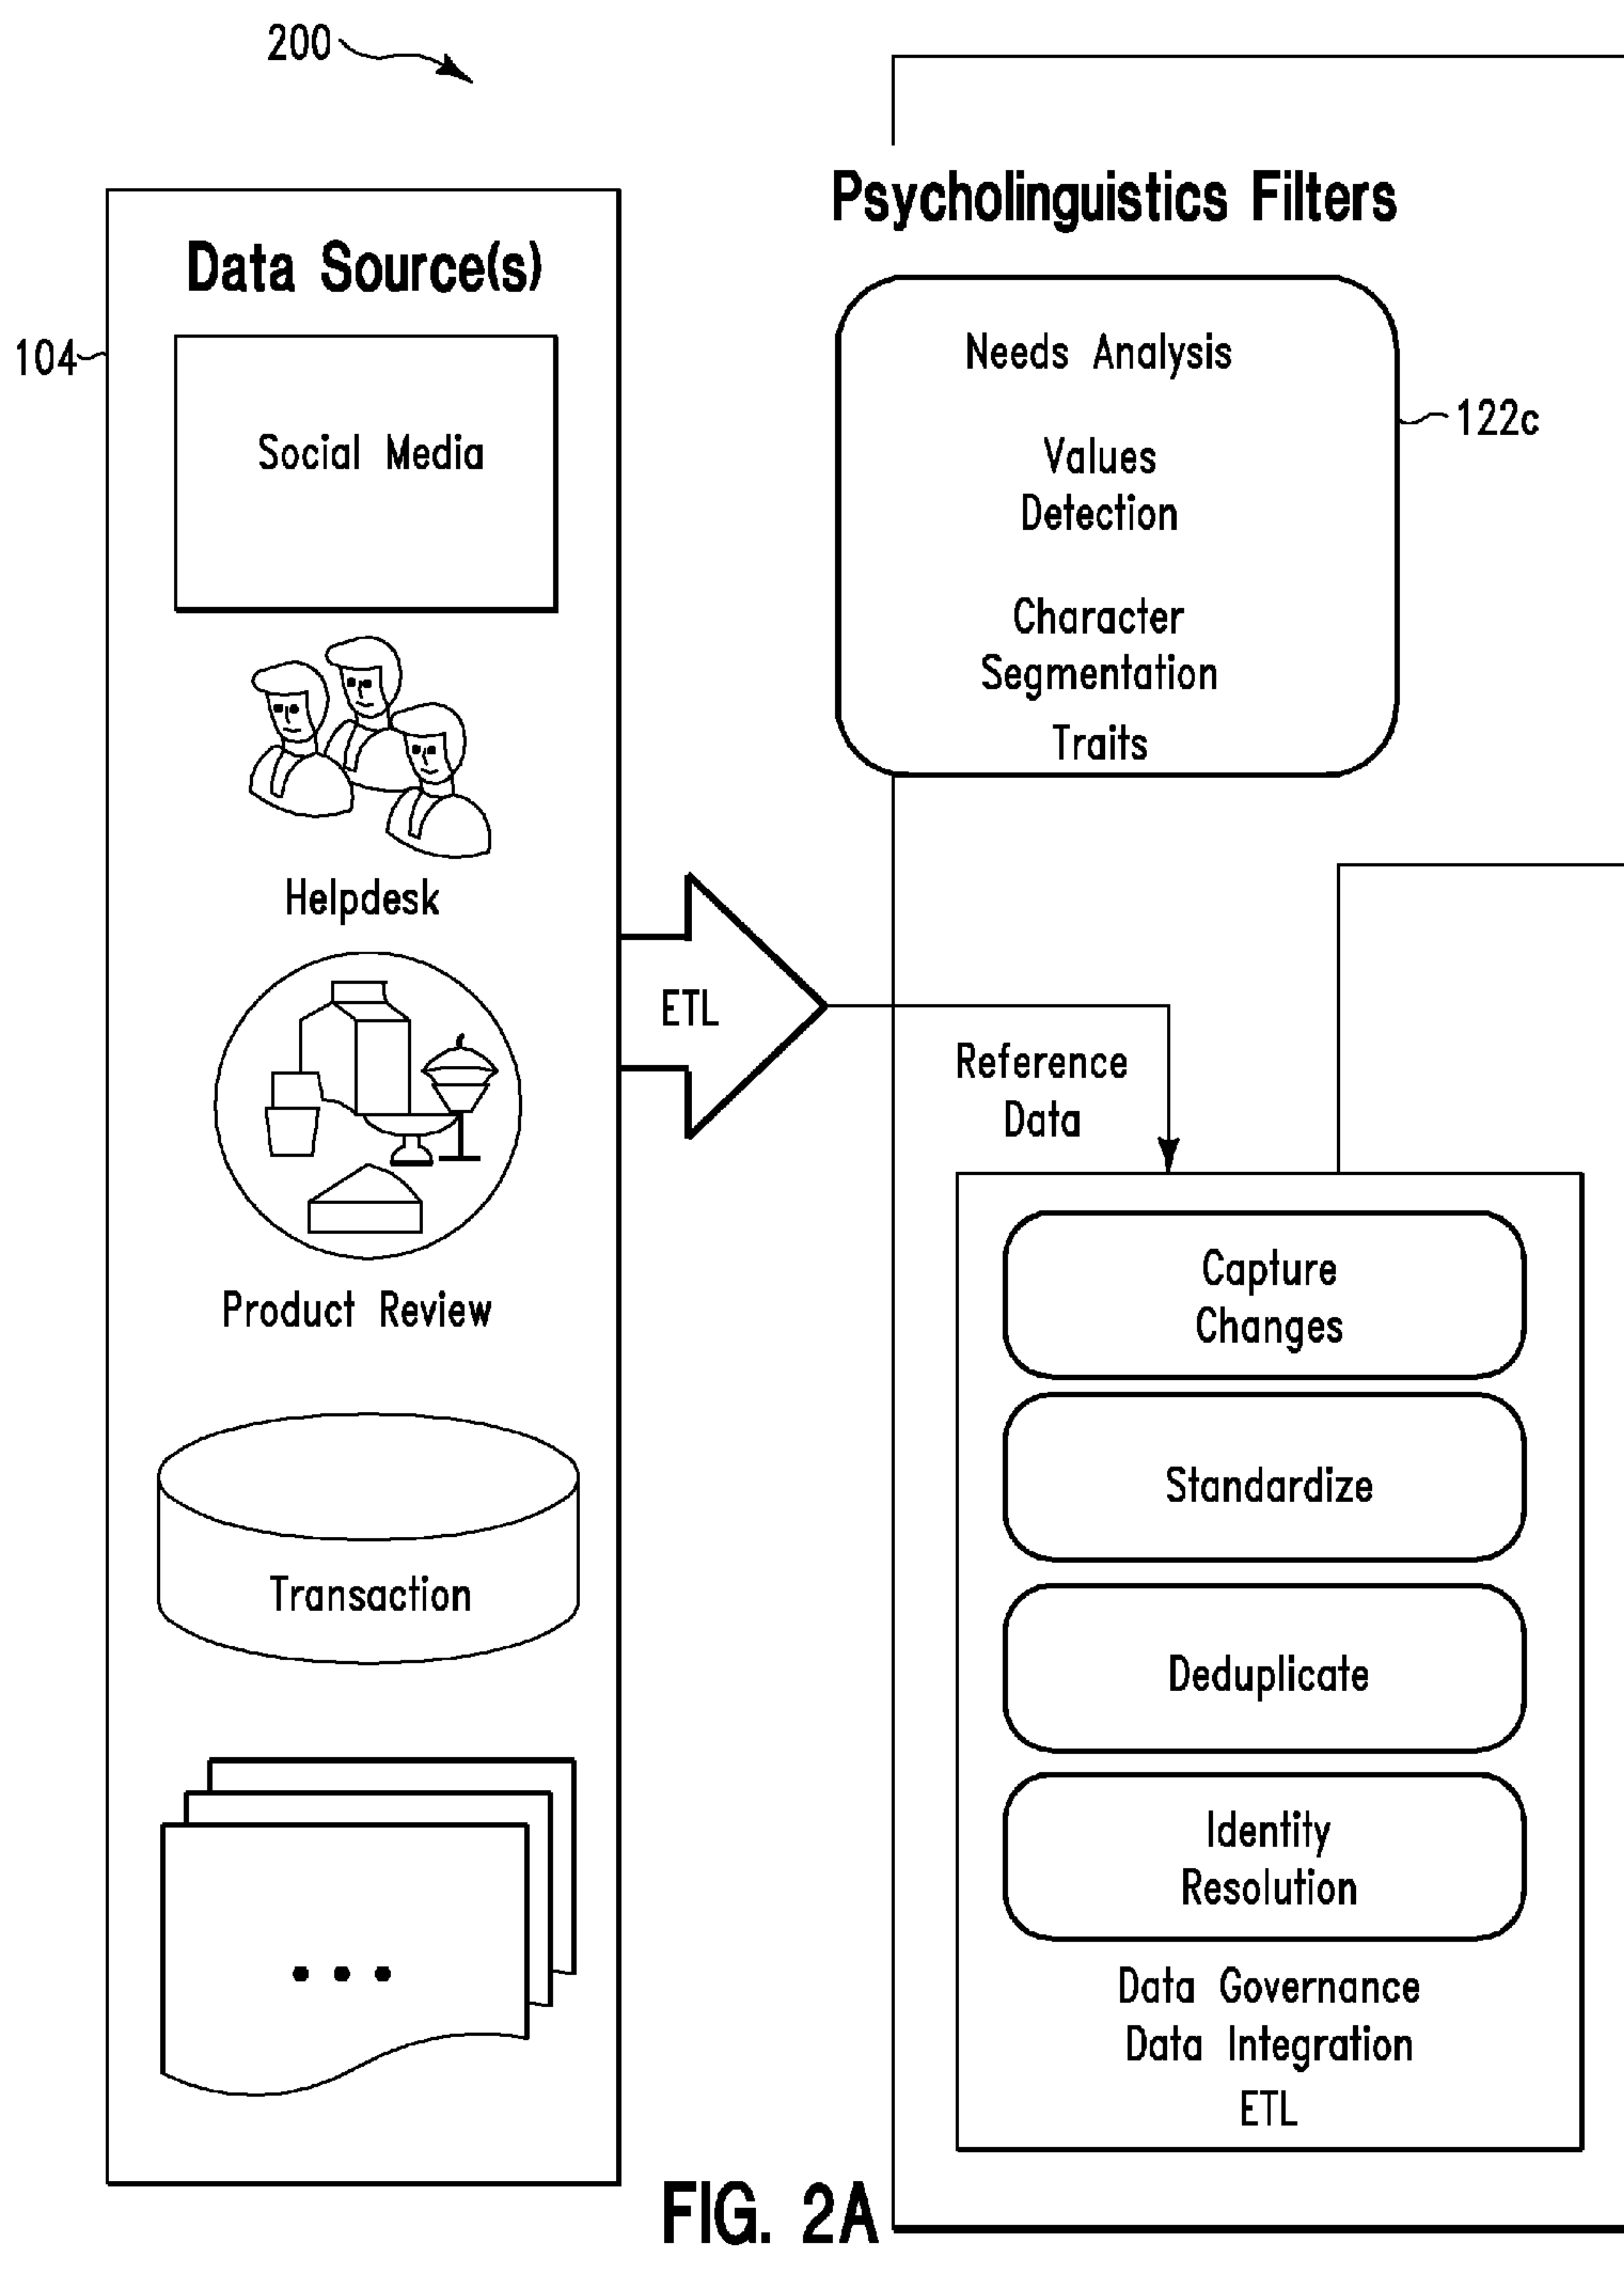 200
Data Source(s)
104
Social Media
Helpdesk
Product Review
Transaction
• • •
ETL
Psycholinguistics Filters
Needs Analysis
Values
Detection
Character
Segmentation
Traits
122c
Reference
Data
Capture
Changes
Standardize
Deduplicate
Identity
Resolution
Data Governance
Data Integration
ETL
FIG. 2A